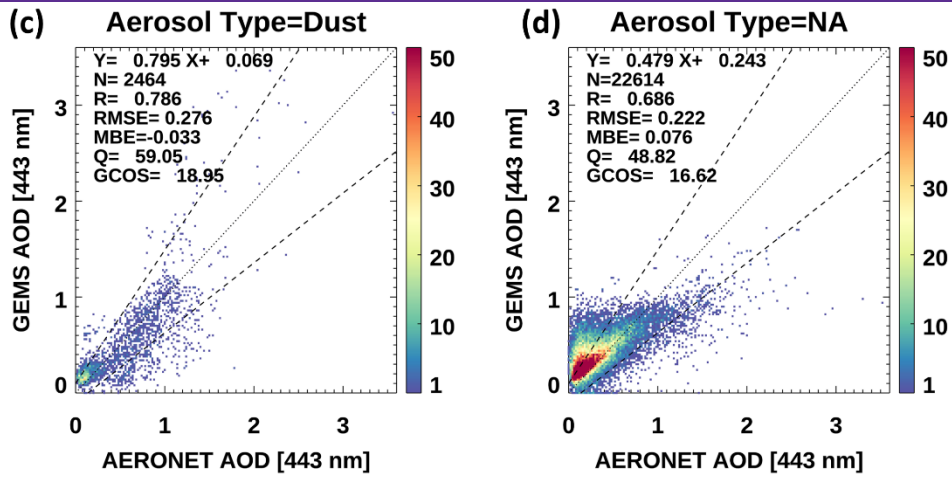 (c) Aerosol Type=Dust
Y= 0.795 X+ 0.069
N= 2464
R= 0.786
RMSE= 0.276
MBE=-0.033
Q= 59.05
GCOS= 18.95
GEMS AOD [443 nm]
3
2
1
0
0 1 2 3
AERONET AOD [443 nm]
50
40
30
20
10
1
(d) Aerosol Type=NA
Y= 0.479 X+ 0.243
N=22614
R= 0.686
RMSE= 0.222
MBE= 0.076
Q= 48.82
GCOS= 16.62
GEMS AOD [443 nm]
3
2
1
0
0 1 2 3
AERONET AOD [443 nm]
50
40
30
20
10
1